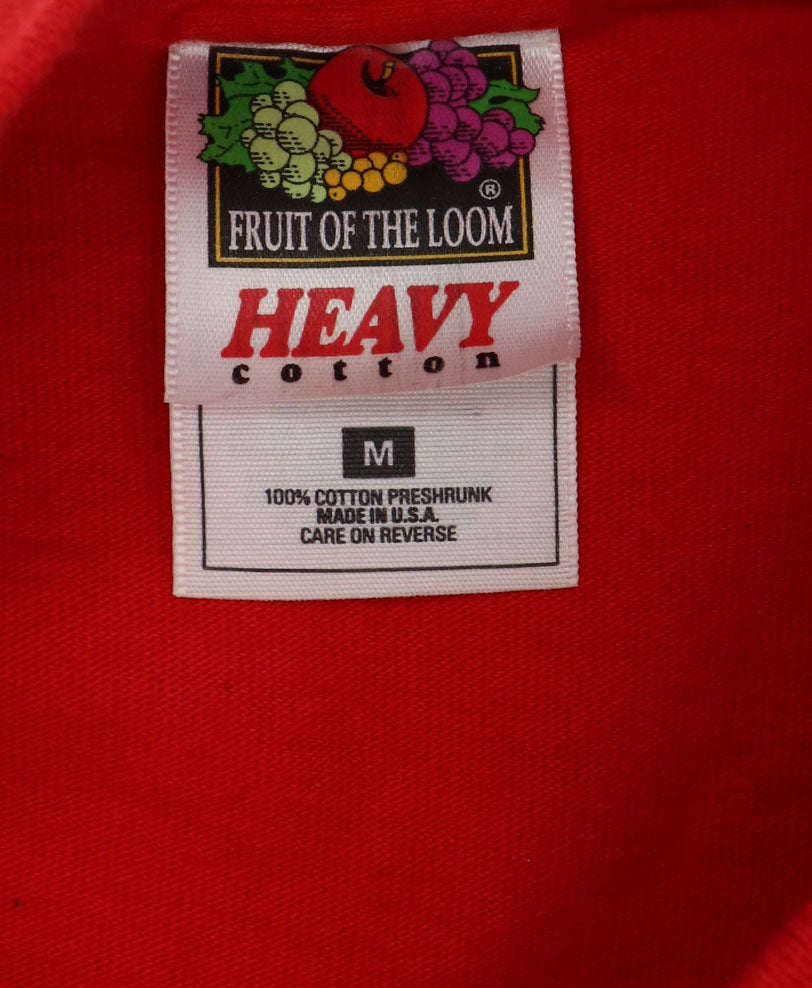 ®
FRUIT OF THE LOOM
HEAVY
cotton
M
100% COTTON PRESHRUNK
MADE IN U.S.A.
CARE ON REVERSE